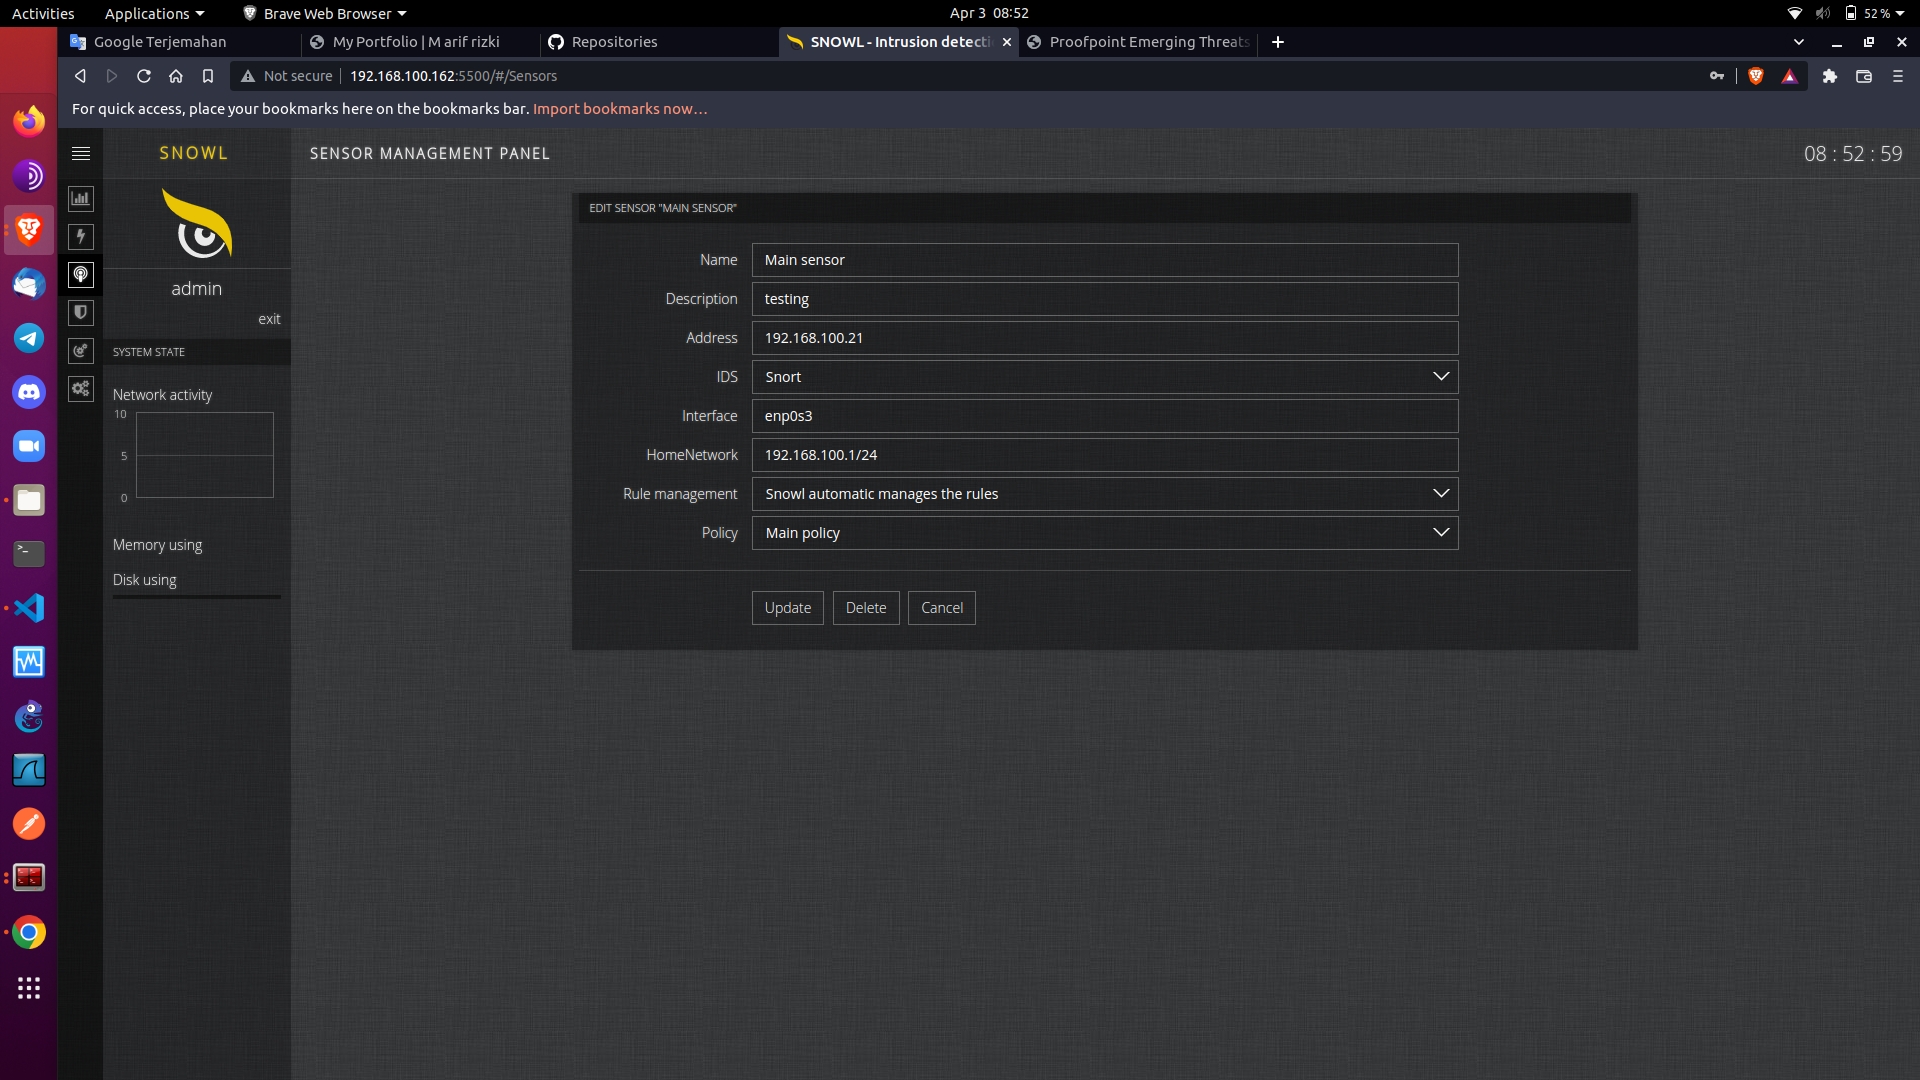 Activities Applications Brave Web Browser Apr 3 08:52 52 %
Google Terjemahan My Portfolio | M arif rizki Repositories SNOWL - Intrusion detecti Proofpoint Emerging Threats
Not secure 192.168.100.162:5500/#/Sensors
For quick access, place your bookmarks here on the bookmarks bar. Import bookmarks now...
SNOWL SENSOR MANAGEMENT PANEL 08 : 52 : 59
admin
exit
SYSTEM STATE
Network activity
10
5
0
Memory using
Disk using
EDIT SENSOR "MAIN SENSOR"
Name Main sensor
Description testing
Address 192.168.100.21
IDS Snort
Interface enp0s3
HomeNetwork 192.168.100.1/24
Rule management Snowl automatic manages the rules
Policy Main policy
Update Delete Cancel